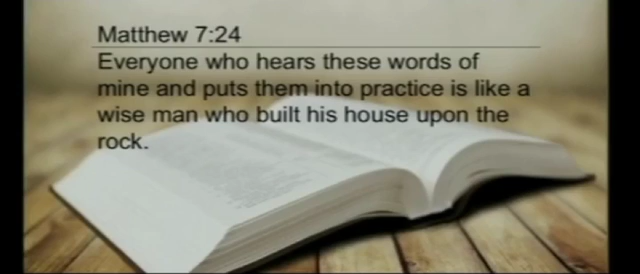 Matthew 7:24
Everyone who hears these words of
mine and puts them into practice is like a
wise man who built his house upon the
rock.